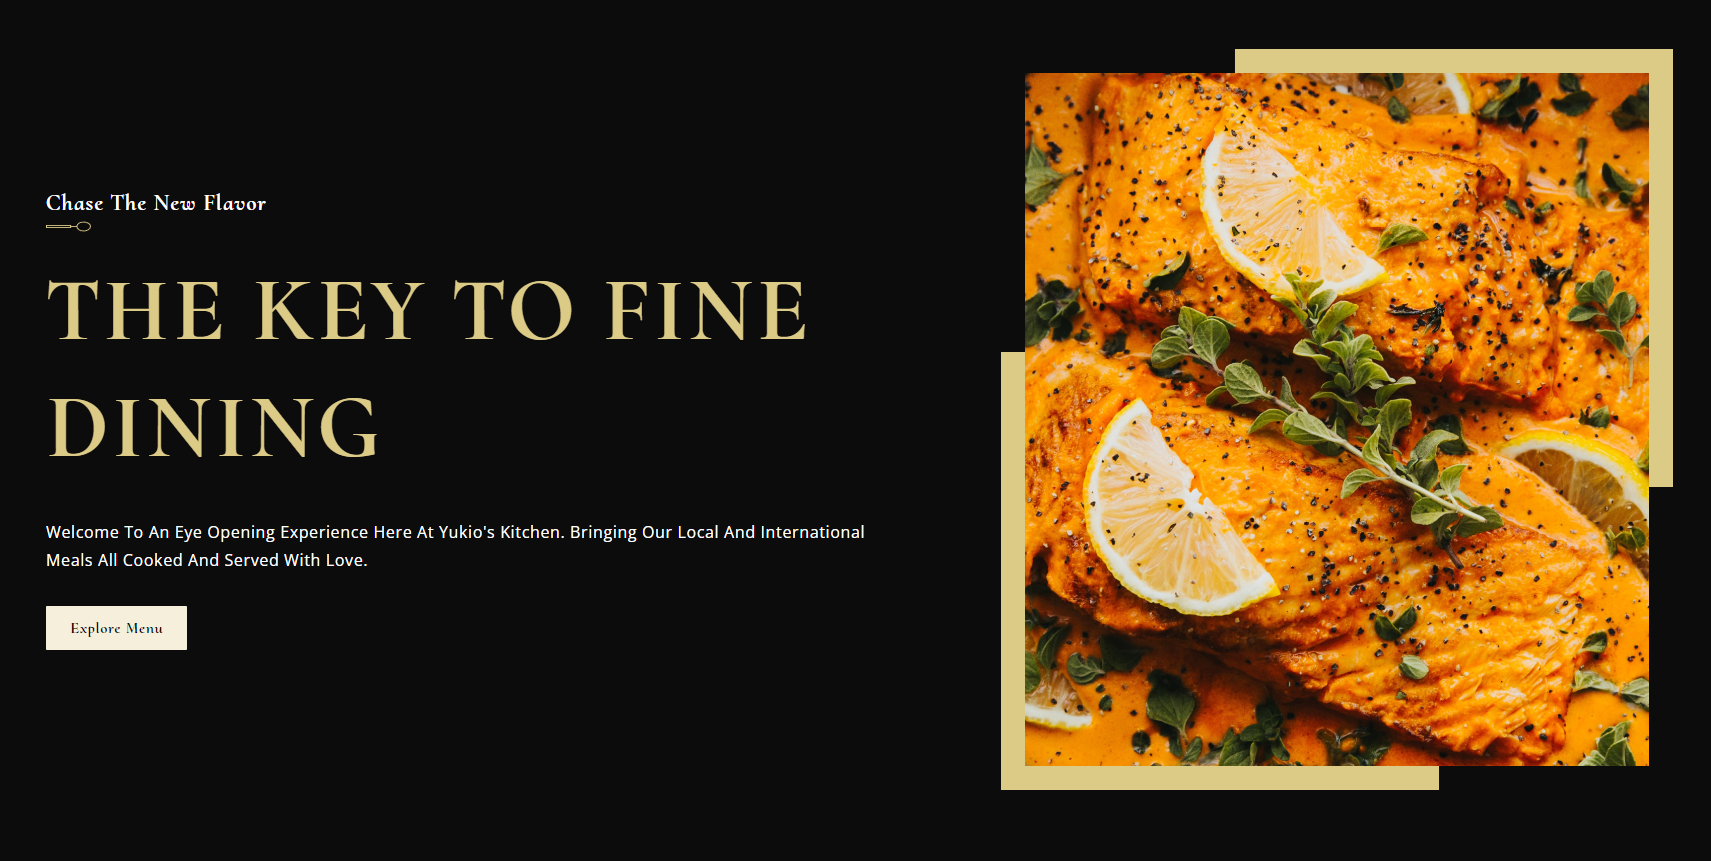 Chase The New Flavor
THE KEY TO FINE
DINING
Welcome To An Eye Opening Experience Here At Yukio's Kitchen. Bringing Our Local And International
Meals All Cooked And Served With Love.
Explore Menu